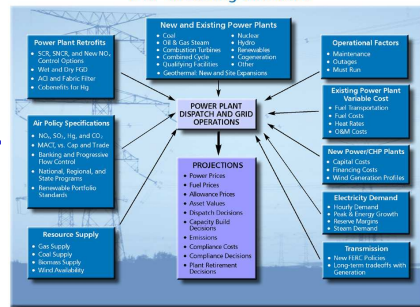 New and Existing Power Plants
• Coal
• Oil & Gas Steam
• Combustion Turbines
• Combined Cycle
• Qualifying Facilities
• Geothermal: New and Site Expansions
• Nuclear
• Hydro
• Renewables
• Cogeneration
• Other
Power Plant Retrofits
• SCR, SNCR, and New NOx
Control Options
• Wet and Dry FGD
• ACI and Fabric Filter
• Cobenefits for Hg
Air Policy Specifications
• NOx, SO2, Hg, and CO2
• MACT, vs. Cap and Trade
• Banking and Progressive
Flow Control
• National, Regional, and
State Programs
• Renewable Portfolio
Standards
Resource Supply
• Gas Supply
• Coal Supply
• Biomass Supply
• Wind Availability
POWER PLANT
DISPATCH AND GRID
OPERATIONS
PROJECTIONS
• Power Prices
• Fuel Prices
• Allowance Prices
• Asset Values
• Dispatch Decisions
• Capacity Build
Decisions
• Emissions
• Compliance Costs
• Compliance Decisions
• Plant Retirement
Decisions
Operational Factors
• Maintenance
• Outages
• Must Run
Existing Power Plant
Variable Cost
• Fuel Transportation
• Fuel Costs
• Heat Rates
• O&M Costs
New Power/CHP Plants
• Capital Costs
• Financing Costs
• Wind Generation Profiles
Electricity Demand
• Hourly Demand
• Peak & Energy Growth
• Reserve Margins
• Steam Demand
Transmission
• New FERC Policies
• Long-term tradeoffs with
Generation